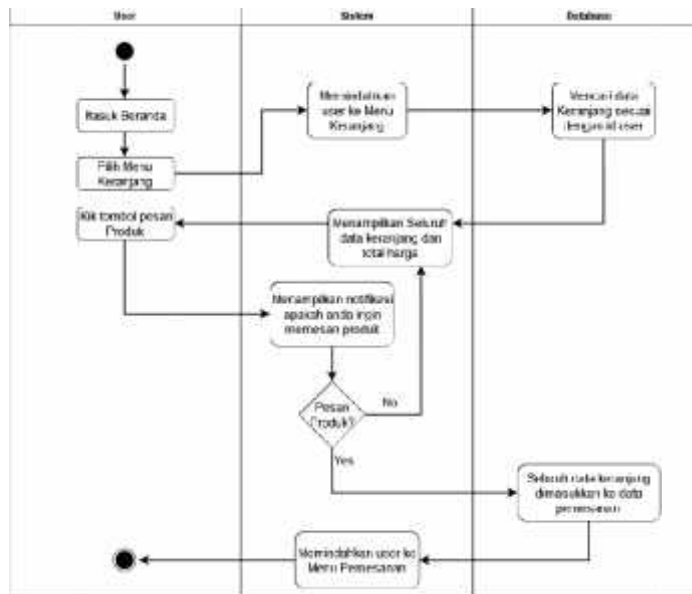 User
Sistem
Database
Masuk Beranda
Memindahkan
user ke Menu
Keranjang
Mencari data
Keranjang sesuai
dengan id user
Pilih Menu
Keranjang
Klik tombol pesan
Produk
Menampilkan Seluruh
data keranjang dan
total harga
Menampilkan notifikasi
apakah anda ingin
memesan produk
Pesan
Produk?
No
Yes
Seluruh data keranjang
dimasukkan ke data
pemesanan
Memindahkan user ke
Menu Pemesanan